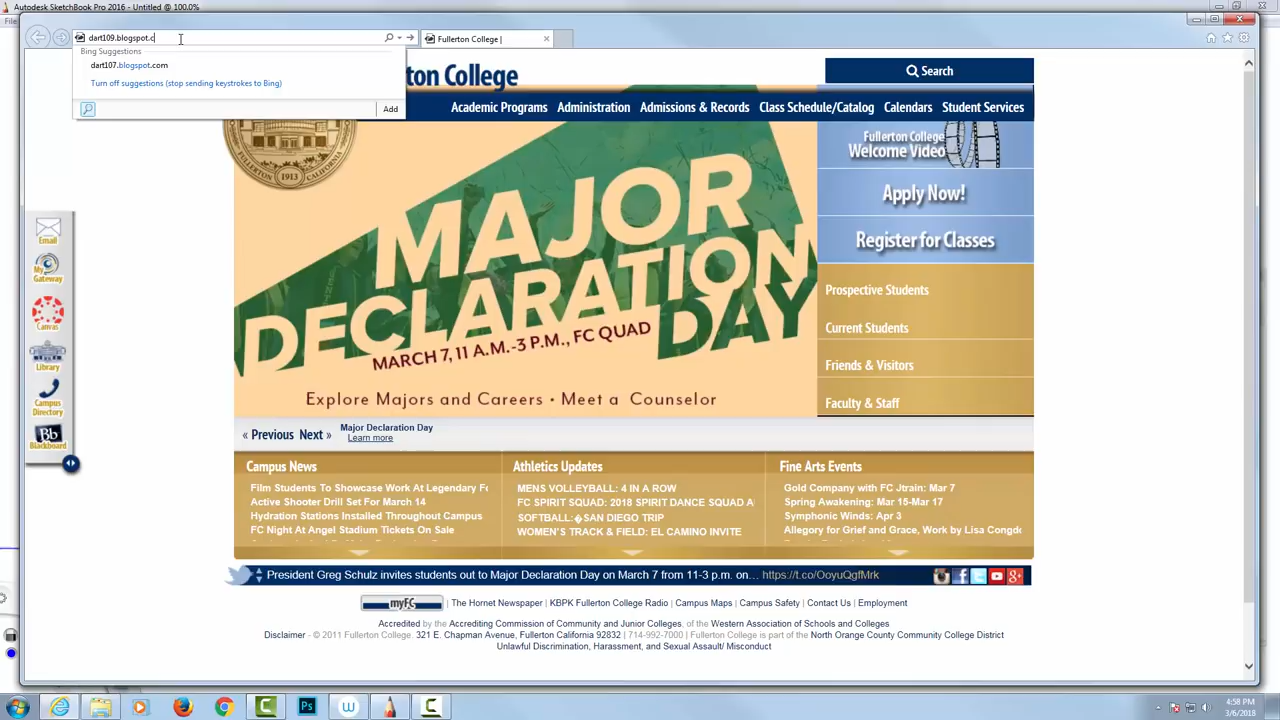 Autodesk SketchBook Pro 2016 - Untitled @ 100.0%
dart109.blogspot.c
Fullerton College |
Bing Suggestions
dart107.blogspot.com
Turn off suggestions (stop sending keystrokes to Bing)
Add
ton College
Search
Academic Programs Administration Admissions & Records Class Schedule/Catalog Calendars Student Services
FULLERTON CALIFORNIA
1913
Fullerton College
Welcome Video
Apply Now!
Register for Classes
Prospective Students
Current Students
Friends & Visitors
Faculty & Staff
MAJOR
DECLARATION
DAY
MARCH 7, 11 A.M.-3 P.M., FC QUAD
Explore Majors and Careers • Meet a Counselor
Email
My Gateway
Canvas
Library
Campus Directory
Bb
Blackboard
« Previous Next »
Major Declaration Day
Learn more
Campus News
Film Students To Showcase Work At Legendary Fo
Active Shooter Drill Set For March 14
Hydration Stations Installed Throughout Campus
FC Night At Angel Stadium Tickets On Sale
Athletics Updates
MENS VOLLEYBALL: 4 IN A ROW
FC SPIRIT SQUAD: 2018 SPIRIT DANCE SQUAD A
SOFTBALL:�SAN DIEGO TRIP
WOMEN'S TRACK & FIELD: EL CAMINO INVITE
Fine Arts Events
Gold Company with FC Jtrain: Mar 7
Spring Awakening: Mar 15-Mar 17
Symphonic Winds: Apr 3
Allegory for Grief and Grace, Work by Lisa Congdo
President Greg Schulz invites students out to Major Declaration Day on March 7 from 11-3 p.m. on… https://t.co/OoyuQgfMrk
myFC | The Hornet Newspaper | KBPK Fullerton College Radio | Campus Maps | Campus Safety | Contact Us | Employment
Accredited by the Accrediting Commission of Community and Junior Colleges, of the Western Association of Schools and Colleges
Disclaimer - © 2011 Fullerton College 321 E. Chapman Avenue, Fullerton California 92832 | 714-992-7000 | Fullerton College is part of the North Orange County Community College District
Unlawful Discrimination, Harassment, and Sexual Assault/ Misconduct
Ps
4:58 PM
3/6/2018